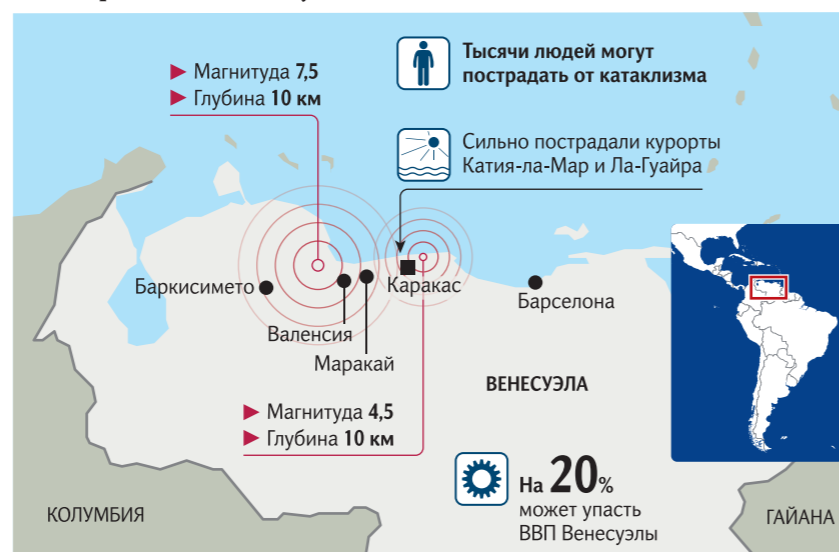 ▶ Магнитуда 7,5
▶ Глубина 10 км
Тысячи людей могут
пострадать от катаклизма
Сильно пострадали курорты
Катия-ла-Мар и Ла-Гуайра
Баркисимето
Валенсия
Маракай
Каракас
Барселона
ВЕНЕСУЭЛА
▶ Магнитуда 4,5
▶ Глубина 10 км
На 20%
может упасть
ВВП Венесуэлы
КОЛУМБИЯ
ГАЙАНА